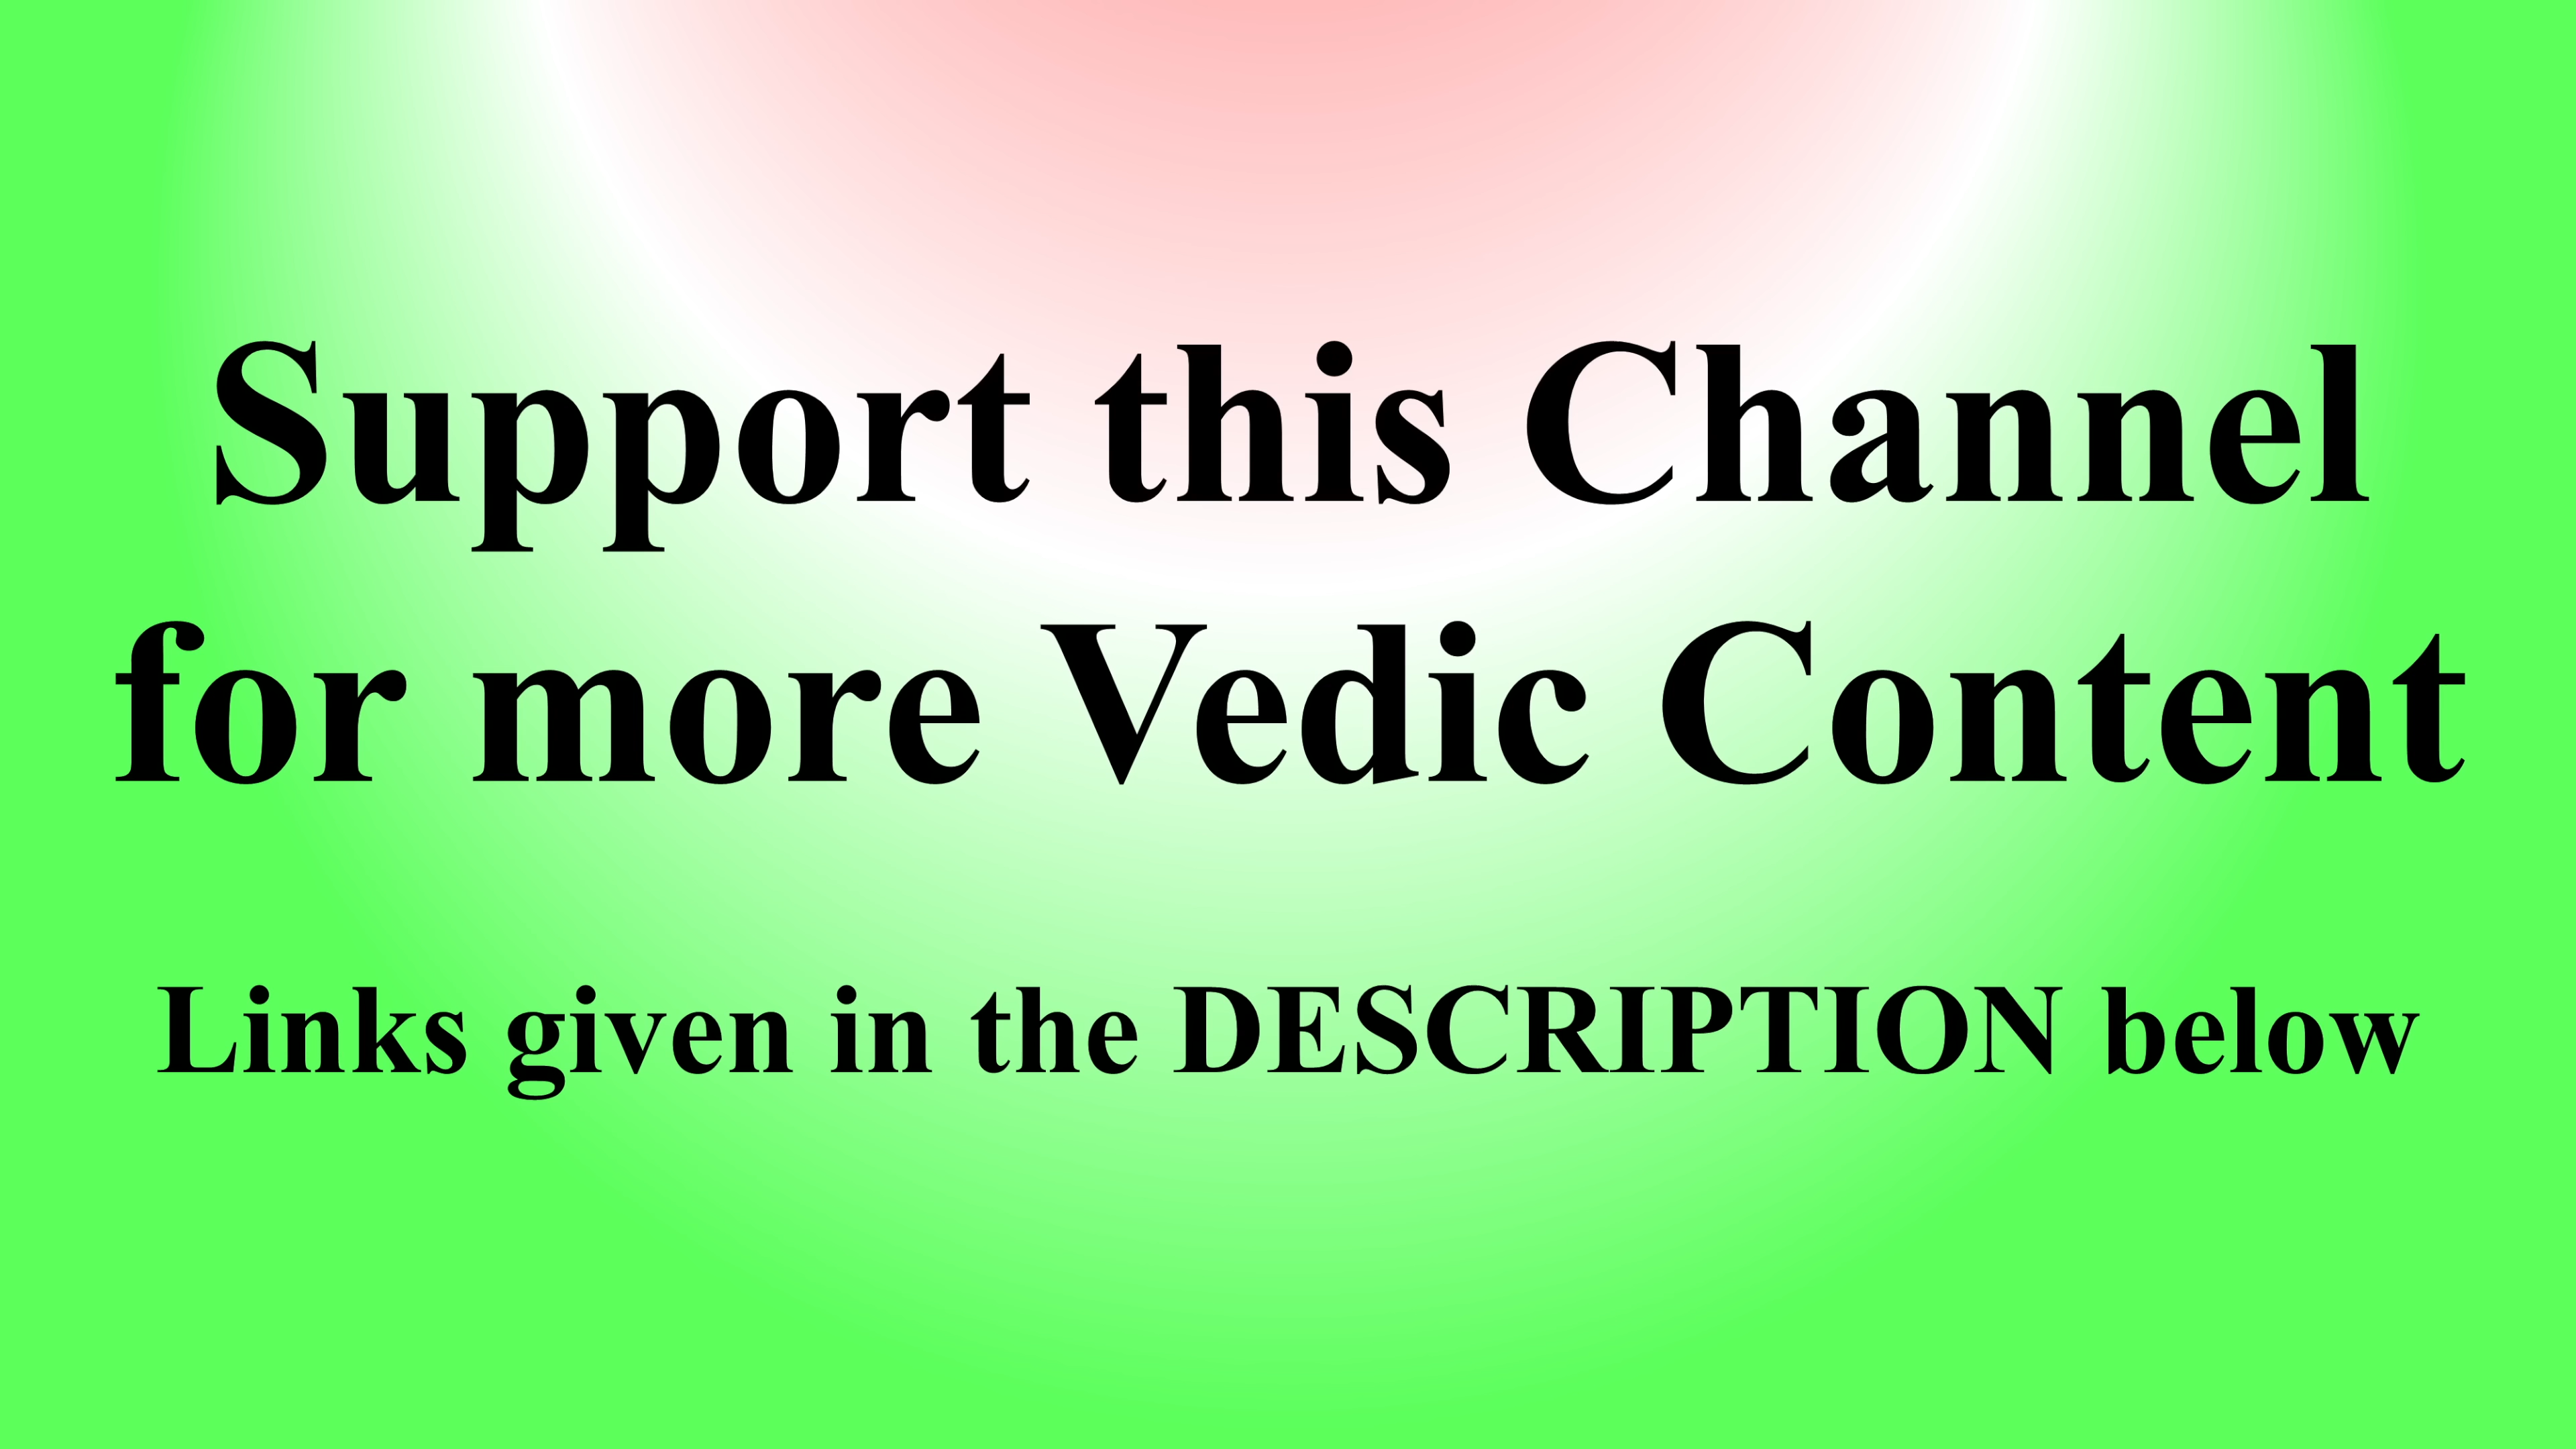 Support this Channel
for more Vedic Content
Links given in the DESCRIPTION below